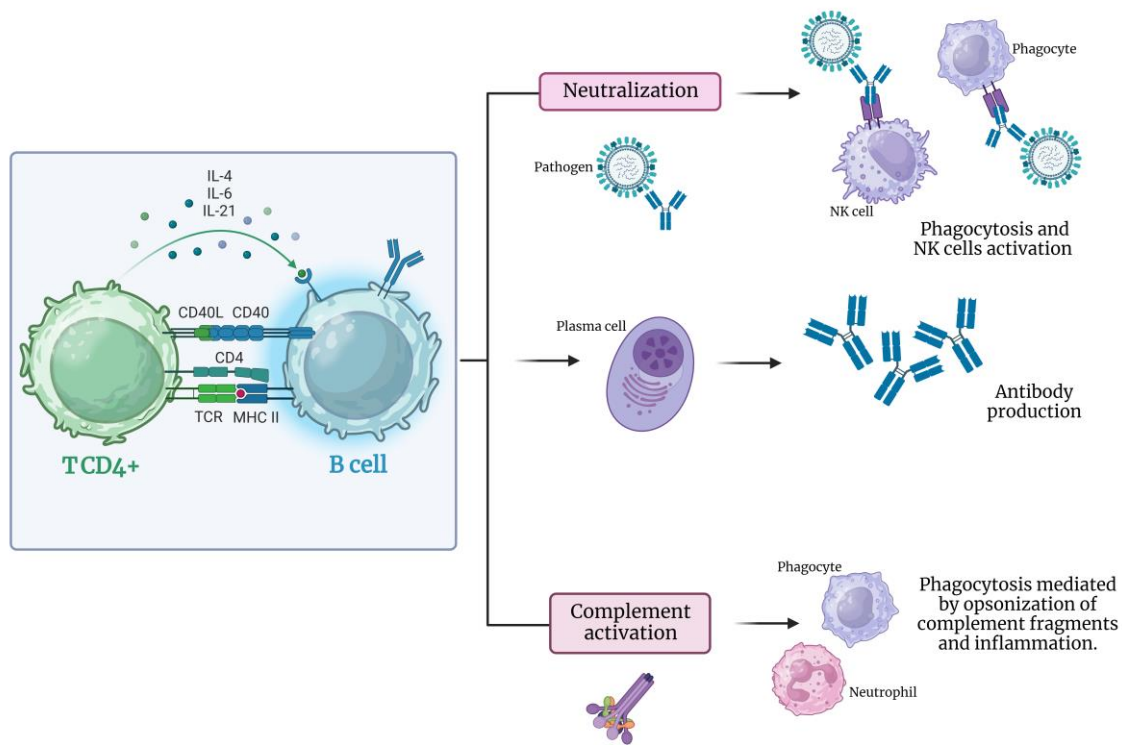 IL-4
IL-6
IL-21
CD40L CD40
CD4
TCR MHC II
TCD4+
B cell
Neutralization
Pathogen
NK cell
Phagocyte
Phagocytosis and
NK cells activation
Plasma cell
Antibody
production
Complement
activation
Phagocyte
Neutrophil
Phagocytosis mediated
by opsonization of
complement fragments
and inflammation.